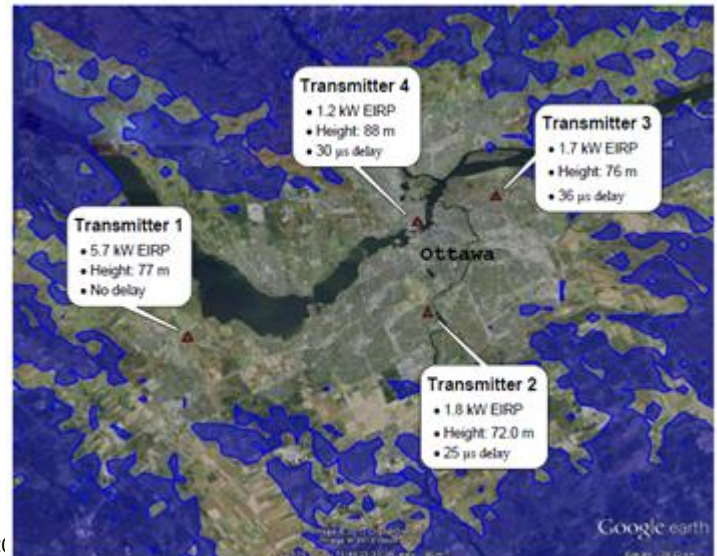 Transmitter 4
• 1.2 kW EIRP
• Height: 88 m
• 30 µs delay
Transmitter 3
• 1.7 kW EIRP
• Height: 76 m
• 36 µs delay
Transmitter 1
• 5.7 kW EIRP
• Height: 77 m
• No delay
Ottawa
Transmitter 2
• 1.8 kW EIRP
• Height: 72.0 m
• 25 µs delay
Google earth